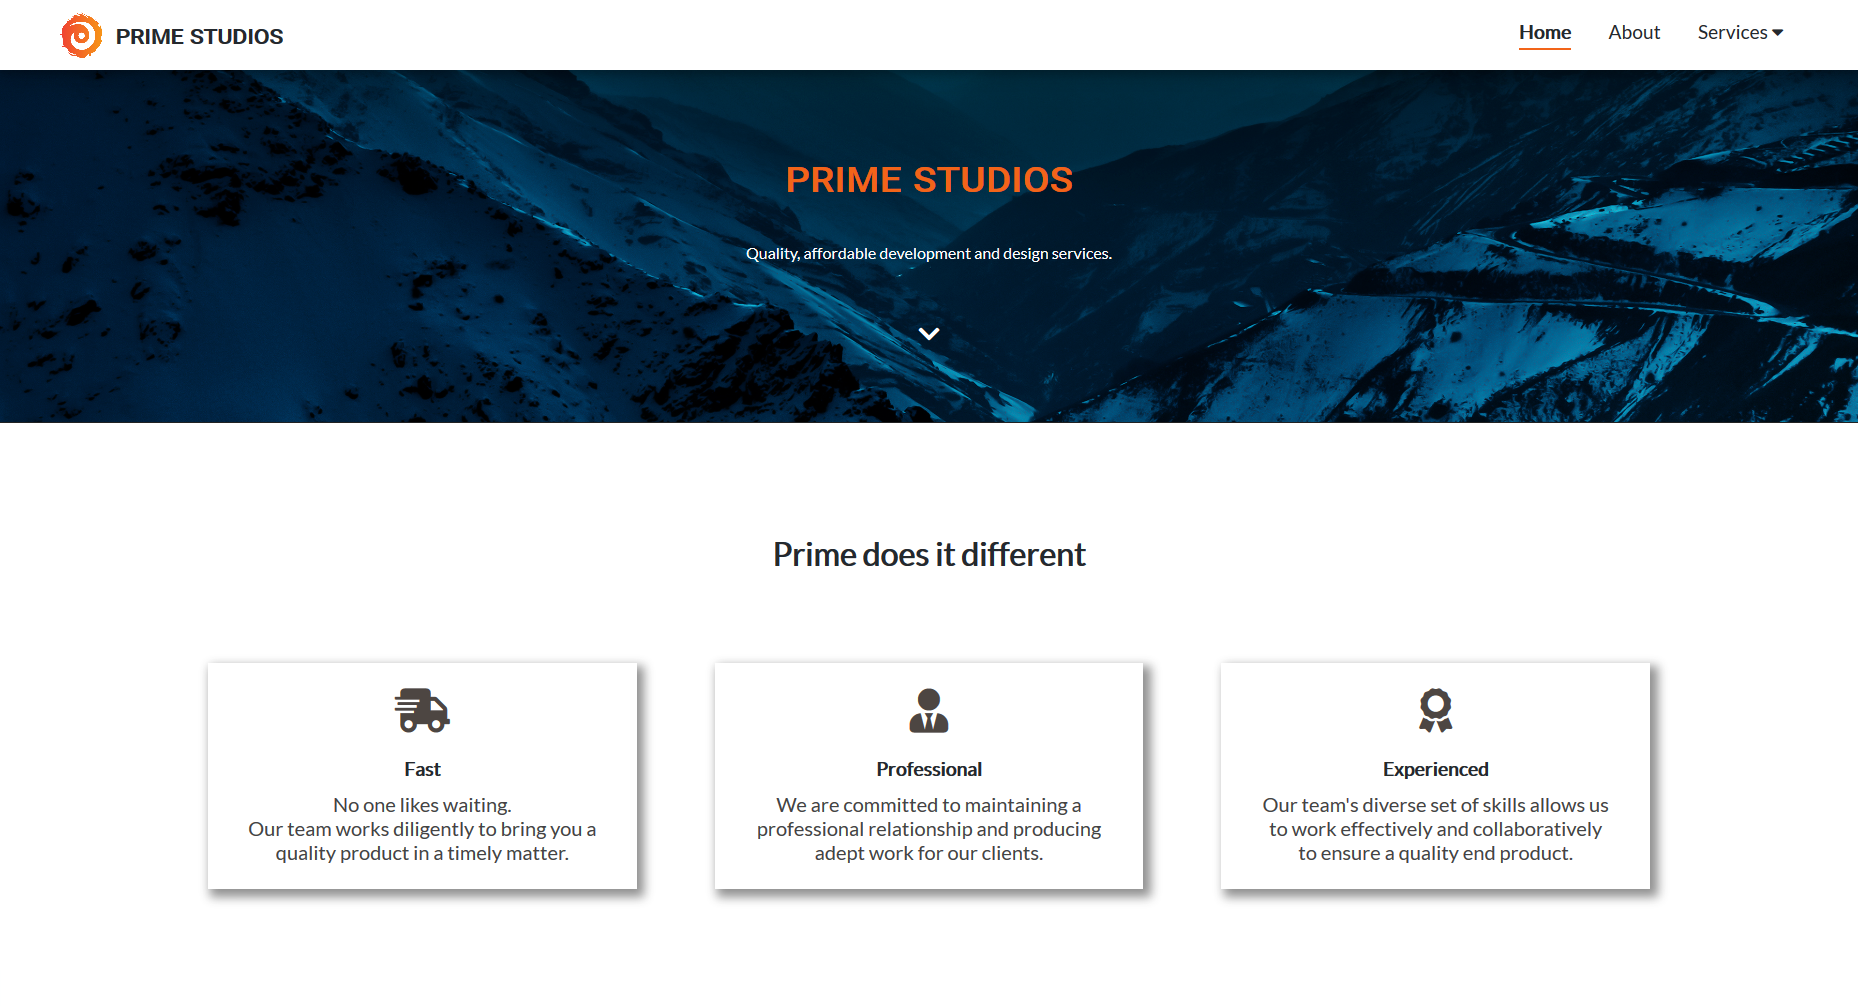 PRIME STUDIOS
Home About Services
PRIME STUDIOS
Quality, affordable development and design services.
Prime does it different
Fast
No one likes waiting.
Our team works diligently to bring you a
quality product in a timely matter.
Professional
We are committed to maintaining a
professional relationship and producing
adept work for our clients.
Experienced
Our team's diverse set of skills allows us
to work effectively and collaboratively
to ensure a quality end product.